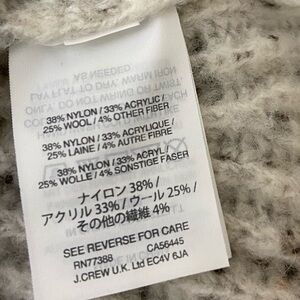 38% NYLON / 33% ACRYLIC /
25% WOOL / 4% OTHER FIBER
38% NYLON / 33% ACRYLIQUE /
25% LAINE / 4% AUTRE FIBRE
38% NYLON / 33% ACRYL /
25% WOLLE / 4% SONSTIGE FASER
ナイロン 38% /
アクリル 33% / ウール 25% /
その他の繊維 4%
SEE REVERSE FOR CARE
RN77388 CA56445
J.CREW U.K. Ltd EC4V 6JA